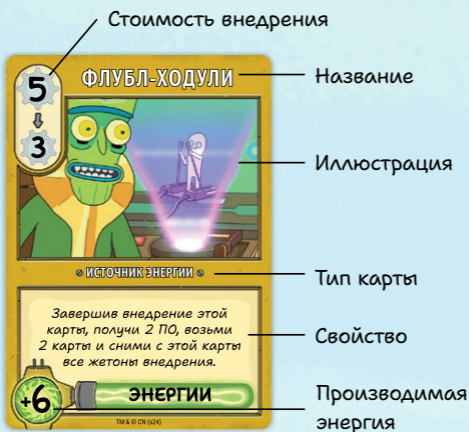 Стоимость внедрения
5
3
ФЛУБЛ-ХОДУЛИ
Название
Иллюстрация
ИСТОЧНИК ЭНЕРГИИ
Тип карты
Завершив внедрение этой
карты, получи 2 ПО, возьми
2 карты и сними с этой карты
все жетоны внедрения.
Свойство
+6
ЭНЕРГИИ
Производимая
энергия
TM & © CN (s24)